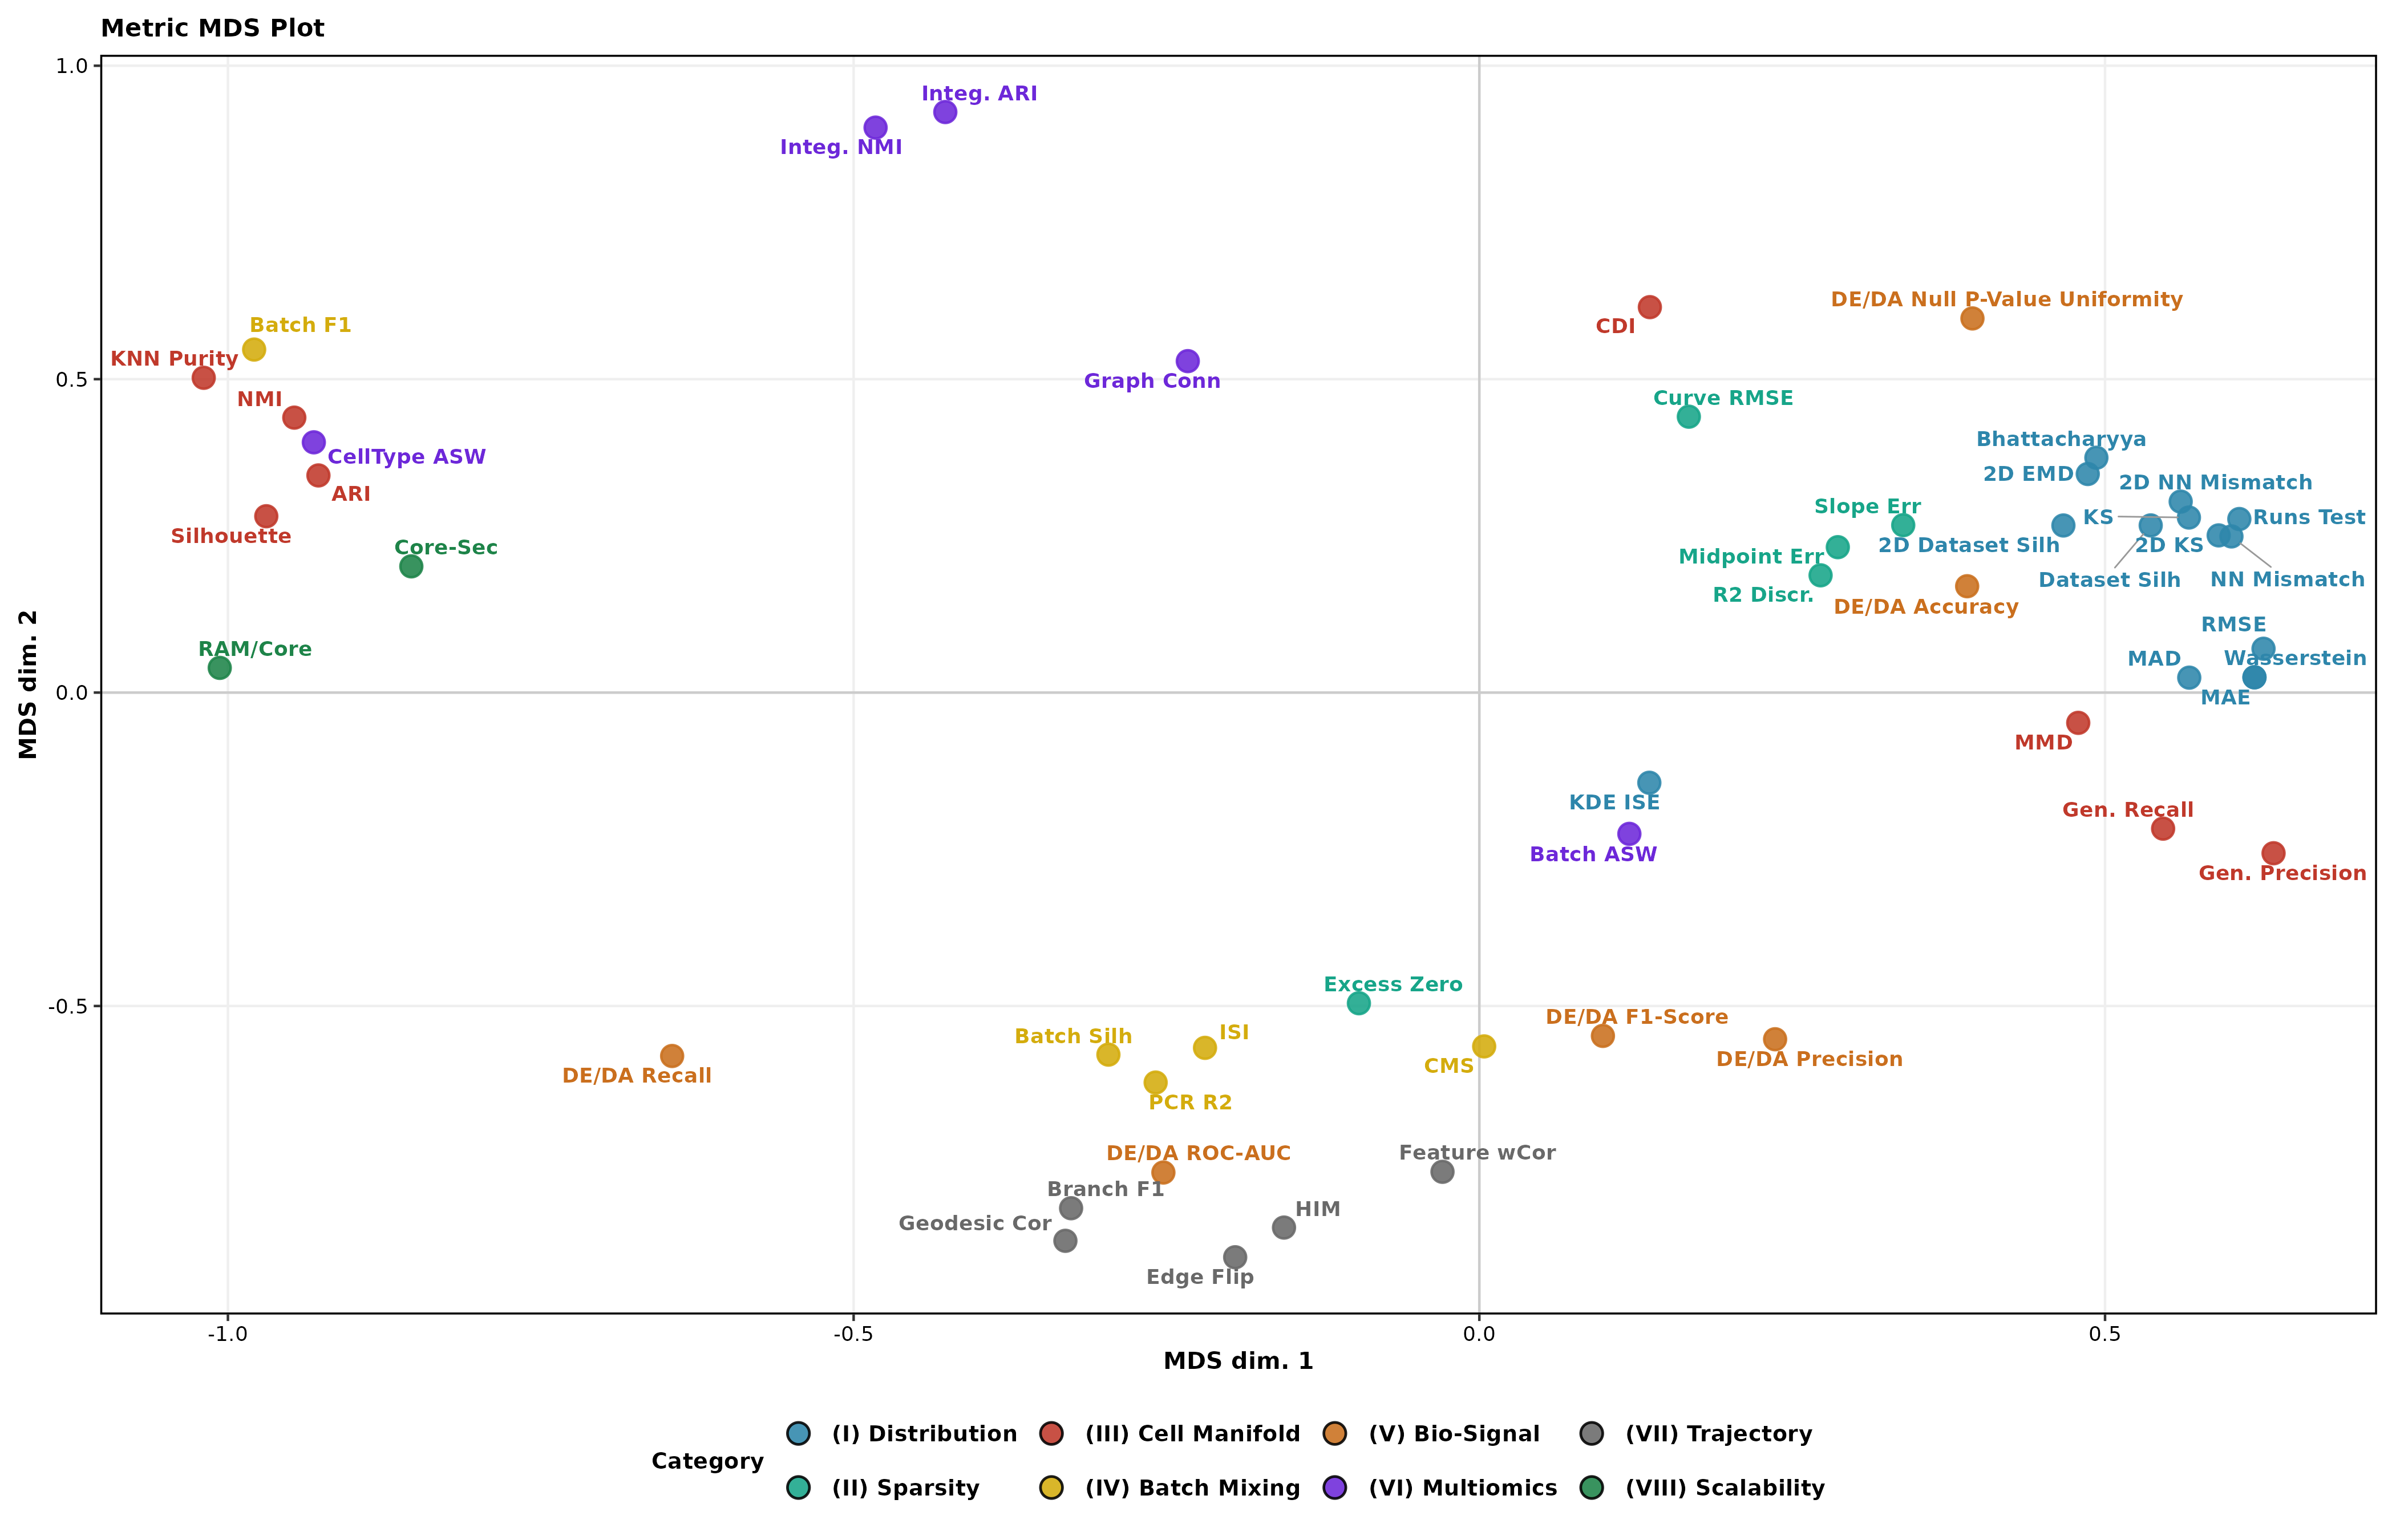 Metric MDS Plot
1.0
Integ. ARI
Integ. NMI
DE/DA Null P-Value Uniformity
Batch F1
CDI
KNN Purity
0.5
Graph Conn
NMI
Curve RMSE
Bhattacharyya
CellType ASW
2D EMD
2D NN Mismatch
ARI
Slope Err
KS
Runs Test
Silhouette
Core-Sec
2D Dataset Silh
2D KS
Midpoint Err
Dataset Silh
NN Mismatch
R2 Discr.
DE/DA Accuracy
RMSE
RAM/Core
MAD
Wasserstein
0.0
MAE
MMD
KDE ISE
Gen. Recall
Batch ASW
Gen. Precision
Excess Zero
-0.5
DE/DA F1-Score
Batch Silh
ISI
CMS
DE/DA Precision
DE/DA Recall
PCR R2
DE/DA ROC-AUC
Feature wCor
Branch F1
HIM
Geodesic Cor
Edge Flip
MDS dim. 2
-1.0
-0.5
0.0
0.5
MDS dim. 1
Category
(I) Distribution
(III) Cell Manifold
(V) Bio-Signal
(VII) Trajectory
(II) Sparsity
(IV) Batch Mixing
(VI) Multiomics
(VIII) Scalability